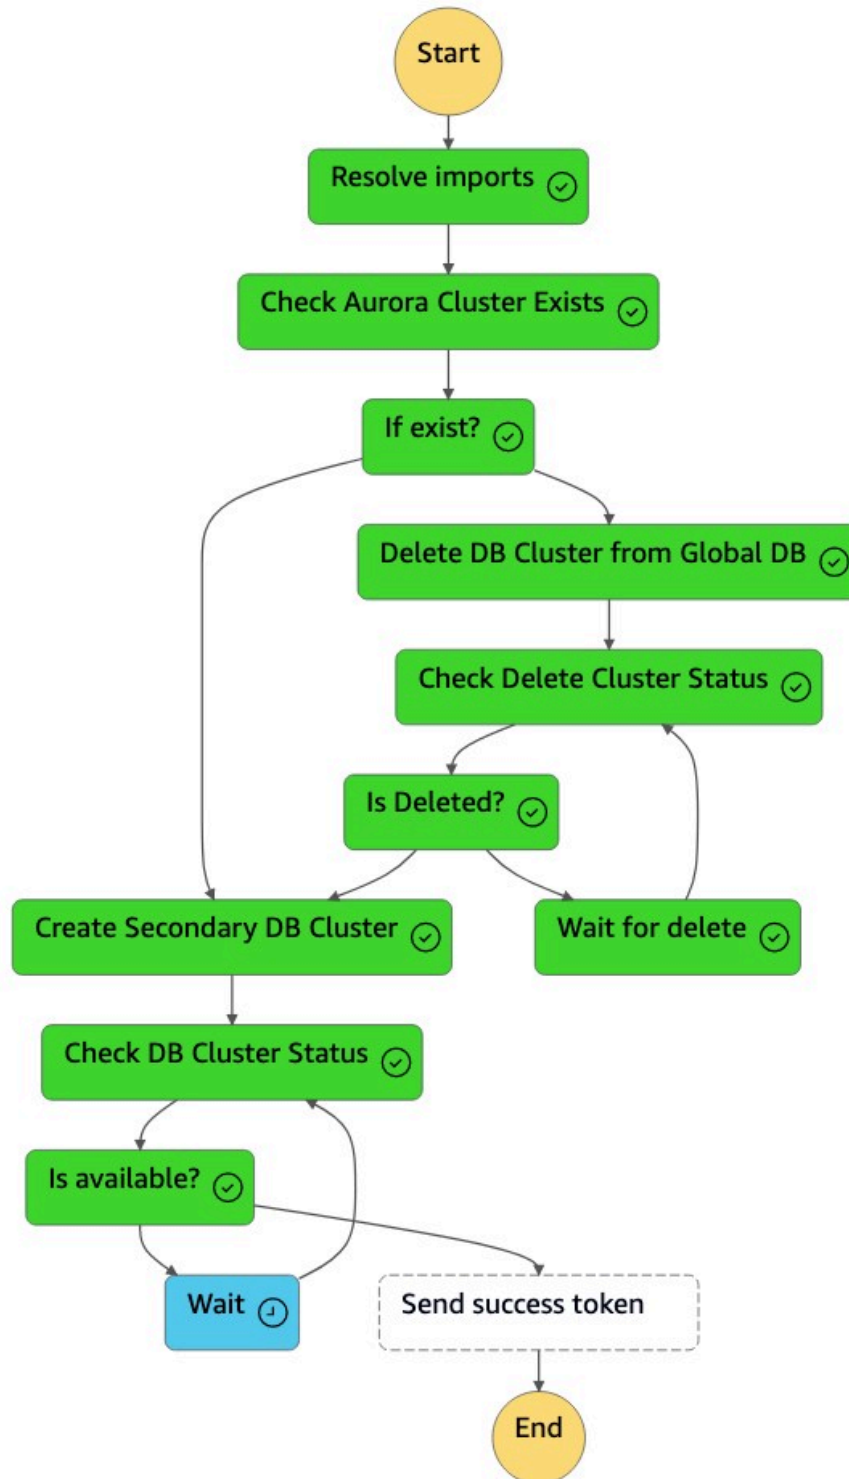 Start
Resolve imports
Check Aurora Cluster Exists
If exist?
Delete DB Cluster from Global DB
Check Delete Cluster Status
Is Deleted?
Create Secondary DB Cluster
Wait for delete
Check DB Cluster Status
Is available?
Wait
Send success token
End